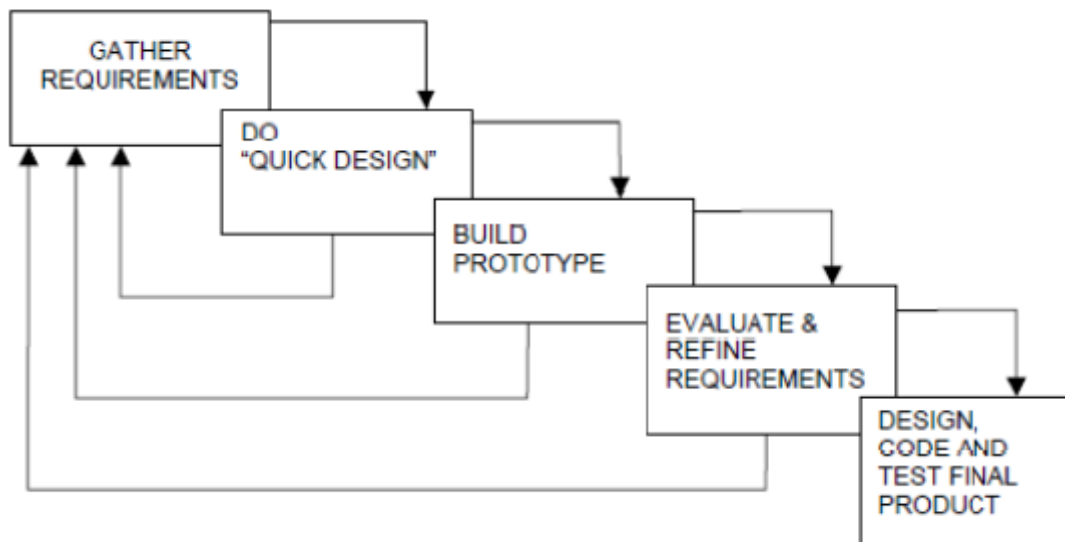 GATHER
REQUIREMENTS
DO
“QUICK DESIGN”
BUILD
PROTOTYPE
EVALUATE &
REFINE
REQUIREMENTS
DESIGN,
CODE AND
TEST FINAL
PRODUCT